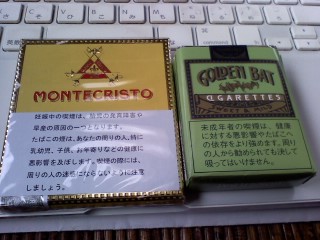 MONTECRISTO
妊娠中の喫煙は、胎児の発育障害や
早産の原因の一つとなります。
たばこの煙は、あなたの周りの人、特に
乳幼児、子供、お年寄りなどの健康に
悪影響を及ぼします。喫煙の際には、
周りの人の迷惑にならないように注意
しましょう。
GOLDEN BAT
CIGARETTES
未成年者の喫煙は、健康
に対する悪影響やたばこへ
の依存をより強めます。周り
の人から勧められても決して
吸ってはいけません。